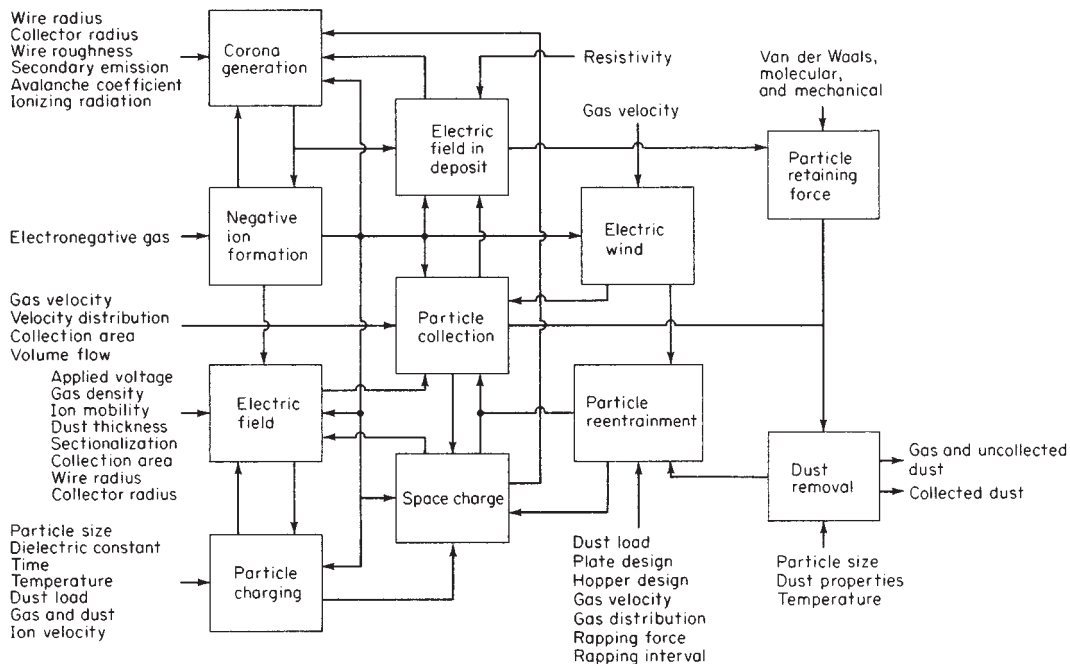 Wire radius
Collector radius
Wire roughness
Secondary emission
Avalanche coefficient
Ionizing radiation
Corona
generation
Resistivity
Van der Waals,
molecular,
and mechanical
Gas velocity
Electric
field in
deposit
Particle
retaining
force
Electronegative gas
Negative
ion
formation
Electric
wind
Gas velocity
Velocity distribution
Collection area
Volume flow
Particle
collection
Applied voltage
Gas density
Ion mobility
Dust thickness
Sectionalization
Collection area
Wire radius
Collector radius
Electric
field
Particle
reentrainment
Space charge
Dust
removal
Gas and uncollected
dust
Collected dust
Particle size
Dielectric constant
Time
Temperature
Dust load
Gas and dust
Ion velocity
Particle
charging
Dust load
Plate design
Hopper design
Gas velocity
Gas distribution
Rapping force
Rapping interval
Particle size
Dust properties
Temperature